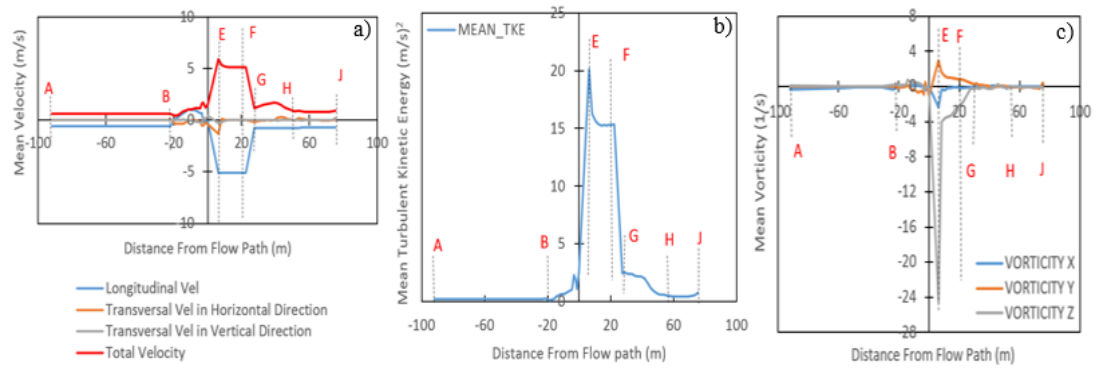 a)
Mean Velocity (m/s)
10
5
0
-5
-10
-100
-60
-20
20
60
100
A
B
E
F
G
H
J
Distance From Flow Path (m)
Longitudinal Vel
Transversal Vel in Horizontal Direction
Transversal Vel in Vertical Direction
Total Velocity
b)
MEAN_TKE
Mean Turbulent Kinetic Energy (m/s)²
25
20
15
10
5
0
-100
-60
-20
20
60
100
A
B
E
F
G
H
J
Distance From Flow path (m)
c)
Mean Vorticity (1/s)
8
4
0
-4
-8
-12
-16
-20
-24
-28
-100
-60
-20
20
60
100
A
B
E
F
G
H
J
VORTICITY X
VORTICITY Y
VORTICITY Z
Distance From Flow Path (m)